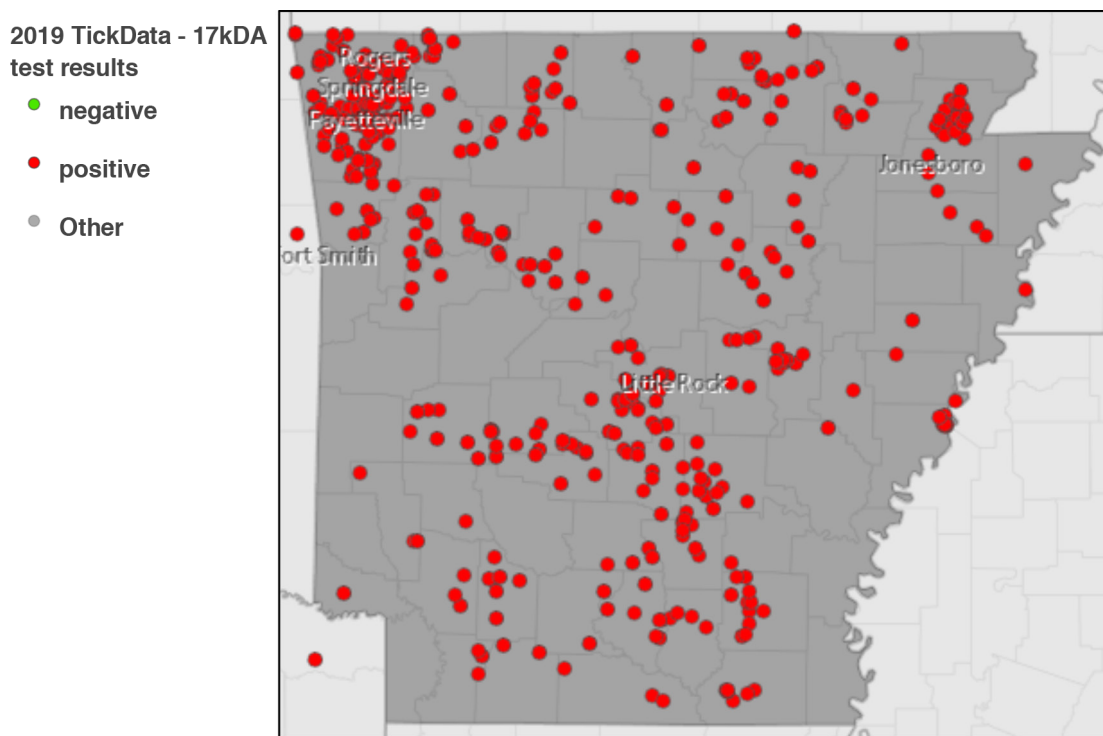 2019 TickData - 17kDA
test results
negative
positive
Other
Rogers
Springdale
Fayetteville
Jonesboro
ort Smith
Little Rock